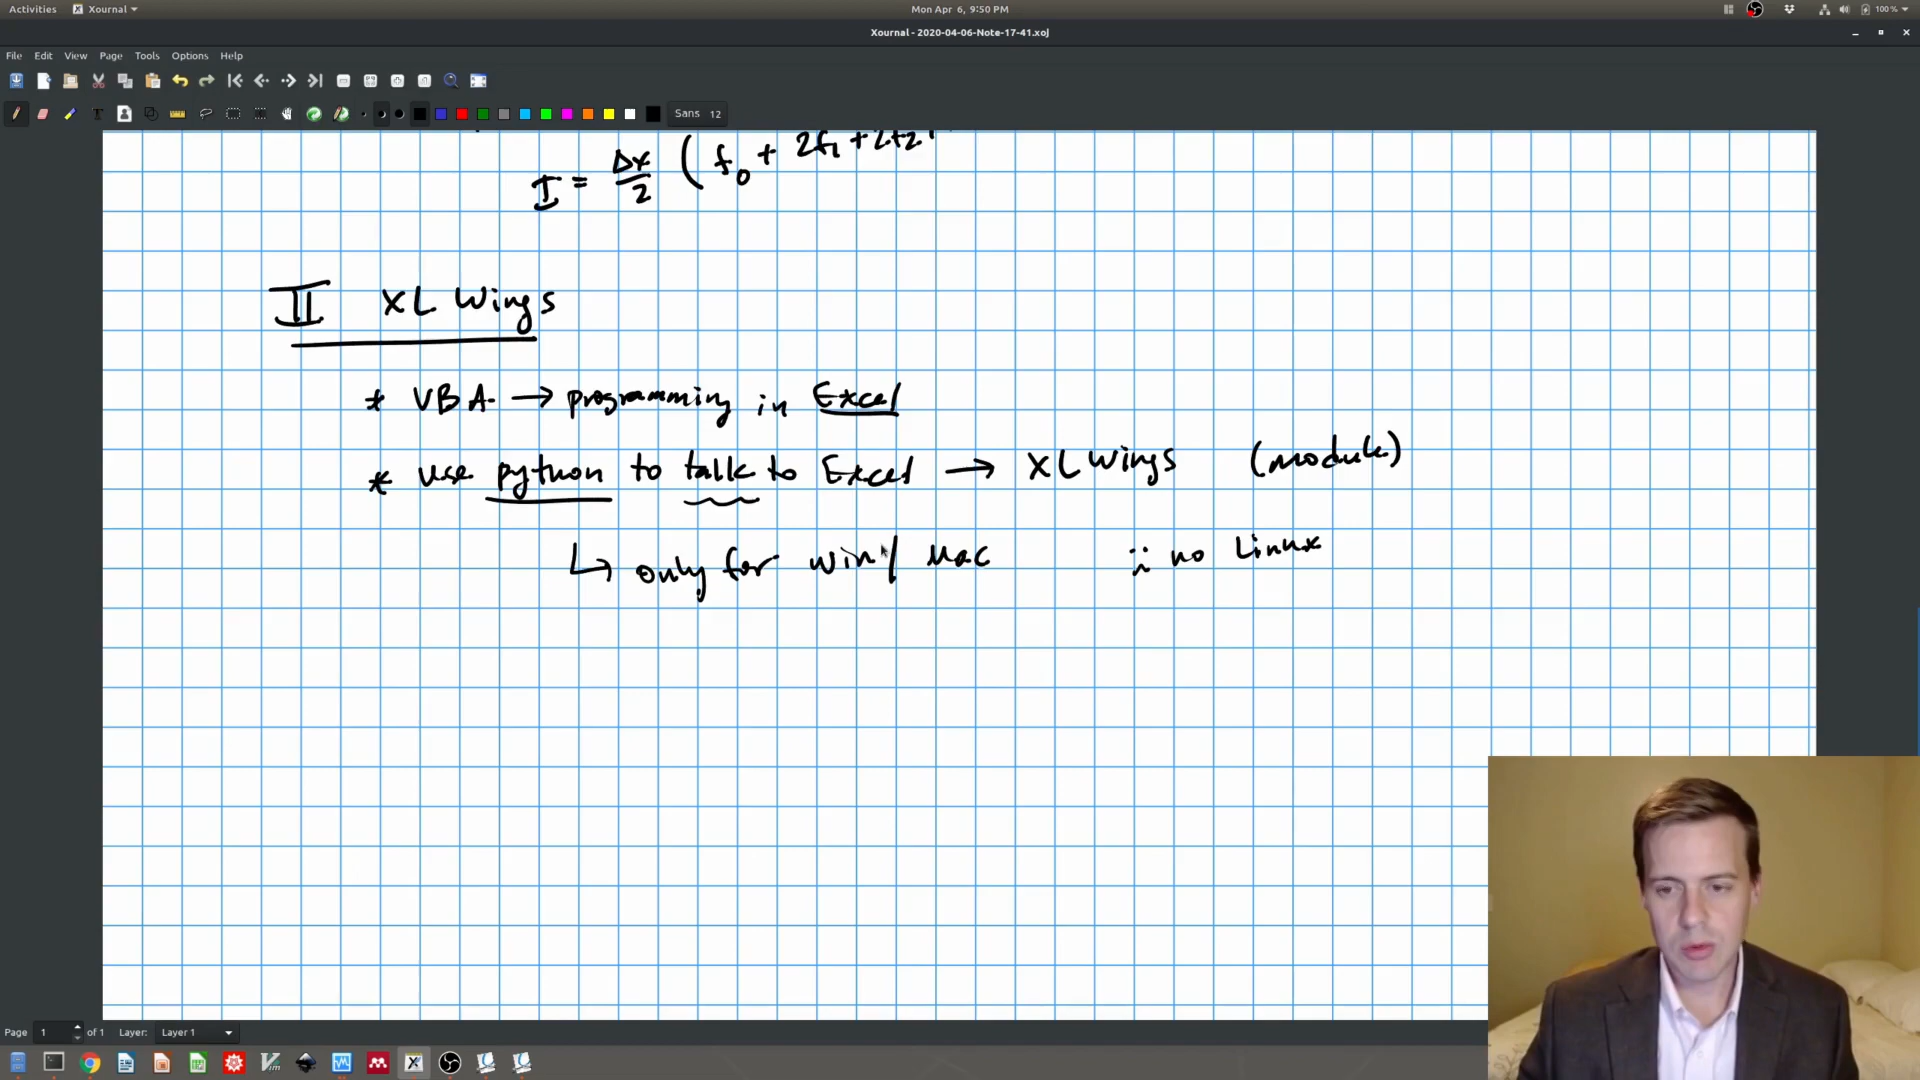 Activities Xournal Mon Apr 6, 9:50 PM 100%
Xournal - 2020-04-06-Note-17-41.xoj
File Edit View Page Tools Options Help
Sans 12
I = Δx/2 ( f0 + 2f1 + 2f2 +
II XL Wings
* VBA → programming in Excel
* use python to talk to Excel → XL wings (module)
↳ only for win / Mac :: no Linux
Page 1 of 1 Layer: Layer 1